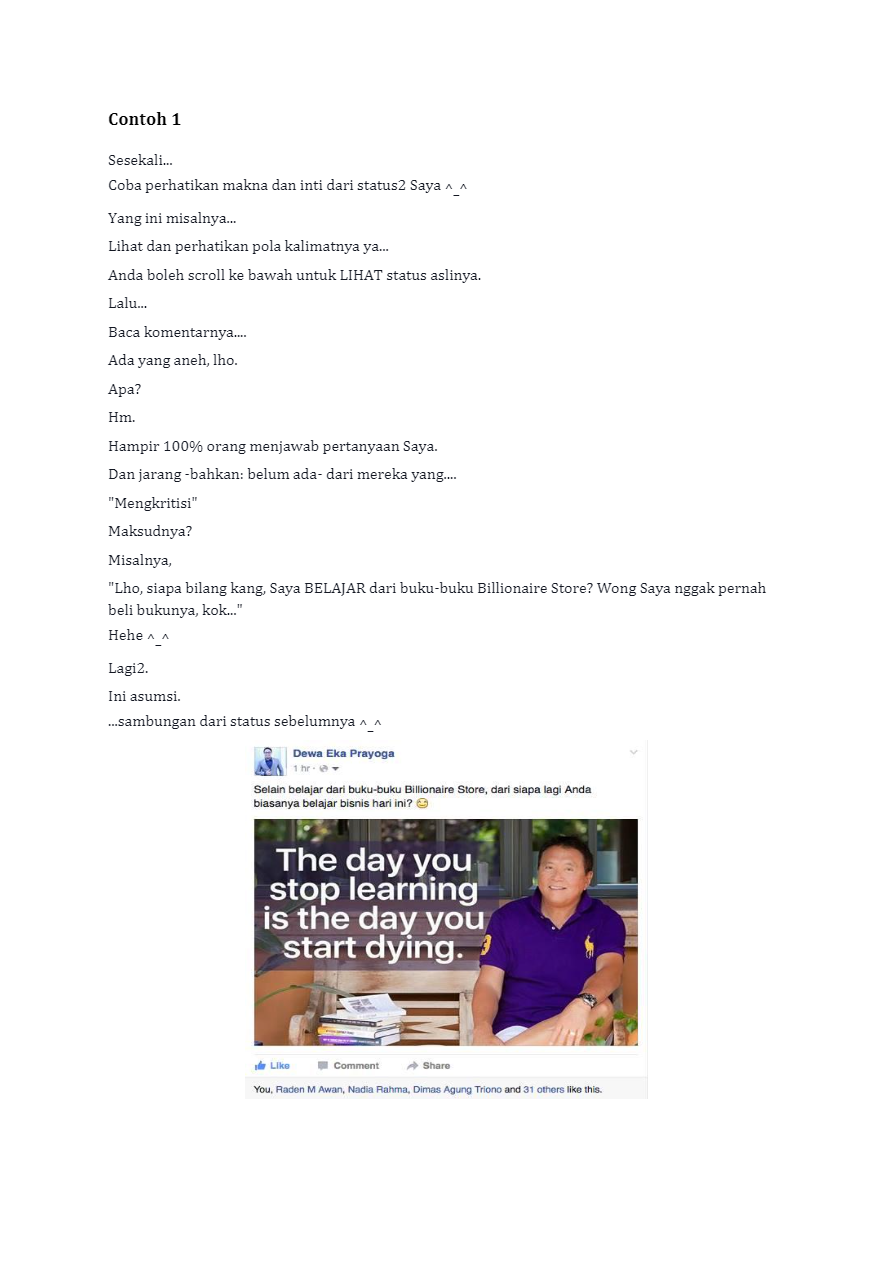 Contoh 1
Sesekali...
Coba perhatikan makna dan inti dari status2 Saya ^_^
Yang ini misalnya...
Lihat dan perhatikan pola kalimatnya ya...
Anda boleh scroll ke bawah untuk LIHAT status aslinya.
Lalu...
Baca komentarnya....
Ada yang aneh, lho.
Apa?
Hm.
Hampir 100% orang menjawab pertanyaan Saya.
Dan jarang -bahkan: belum ada- dari mereka yang....
"Mengkritisi"
Maksudnya?
Misalnya,
"Lho, siapa bilang kang, Saya BELAJAR dari buku-buku Billionaire Store? Wong Saya nggak pernah
beli bukunya, kok..."
Hehe ^_^
Lagi2.
Ini asumsi.
...sambungan dari status sebelumnya ^_^
Dewa Eka Prayoga
1 hr ·
Selain belajar dari buku-buku Billionaire Store, dari siapa lagi Anda
biasanya belajar bisnis hari ini? 😊
The day you
stop learning
is the day you
start dying.
3
Like Comment Share
You, Raden M Awan, Nadia Rahma, Dimas Agung Triono and 31 others like this.